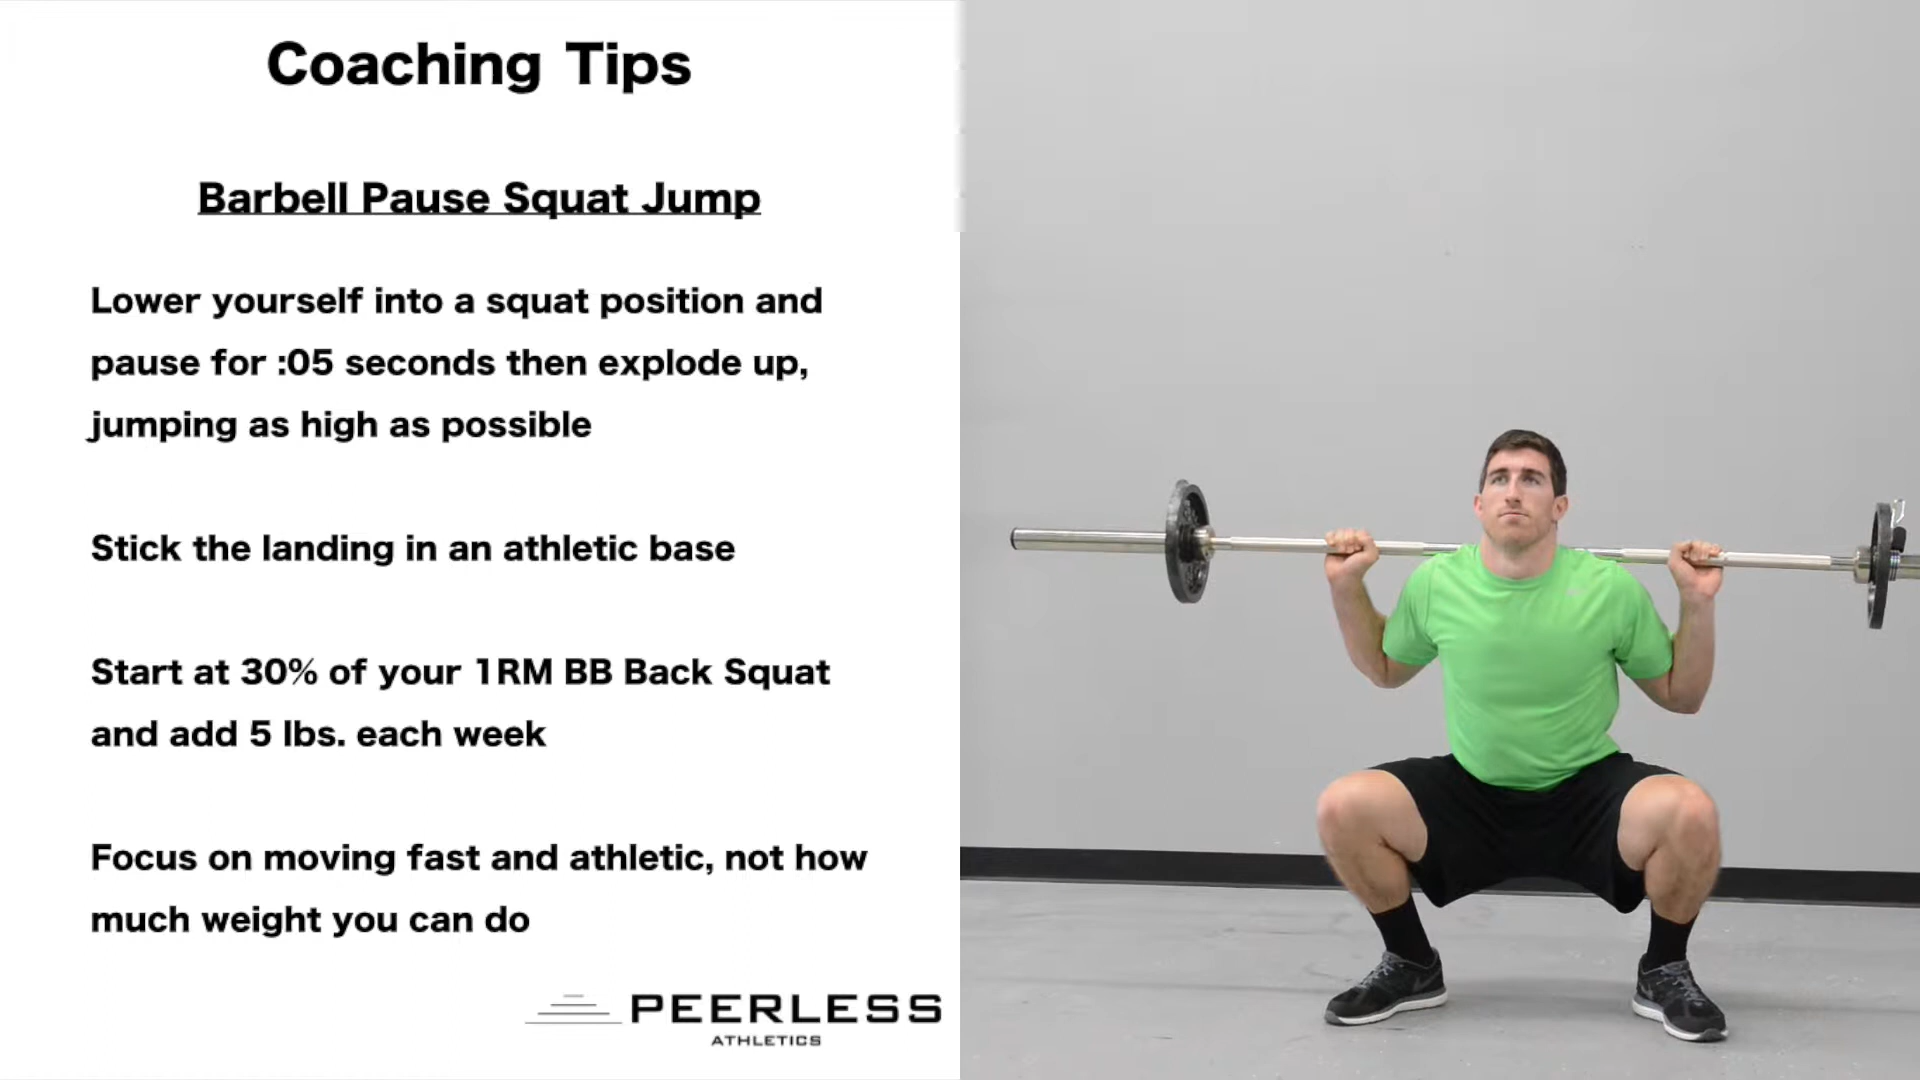 Coaching Tips
Barbell Pause Squat Jump
Lower yourself into a squat position and
pause for :05 seconds then explode up,
jumping as high as possible
Stick the landing in an athletic base
Start at 30% of your 1RM BB Back Squat
and add 5 lbs. each week
Focus on moving fast and athletic, not how
much weight you can do
PEERLESS
ATHLETICS